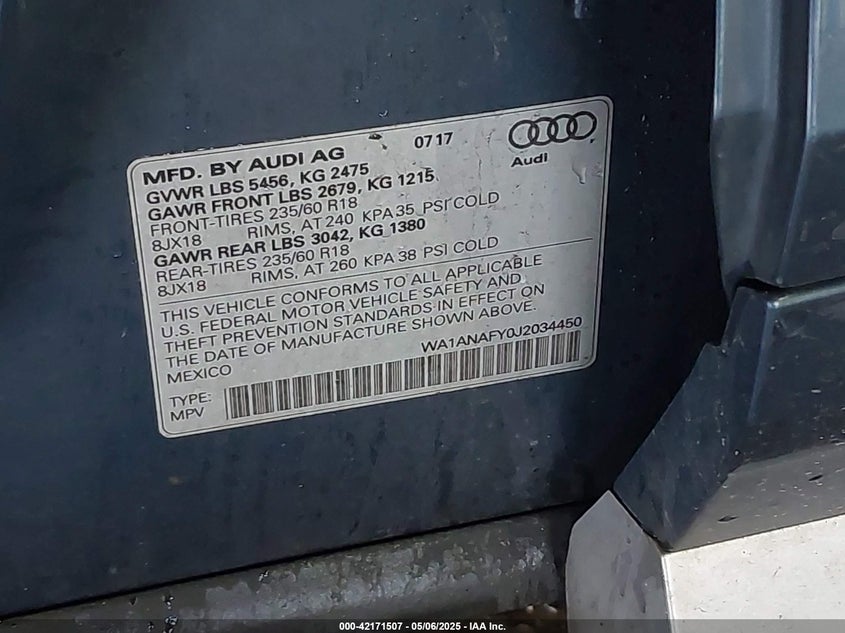 MFD. BY AUDI AG 0717
Audi
GVWR LBS 5456, KG 2475
GAWR FRONT LBS 2679, KG 1215
FRONT-TIRES 235/60 R18
8JX18 RIMS, AT 240 KPA 35 PSI COLD
GAWR REAR LBS 3042, KG 1380
REAR-TIRES 235/60 R18
8JX18 RIMS, AT 260 KPA 38 PSI COLD
THIS VEHICLE CONFORMS TO ALL APPLICABLE
U.S. FEDERAL MOTOR VEHICLE SAFETY AND
THEFT PREVENTION STANDARDS IN EFFECT ON
THE DATE OF MANUFACTURE SHOWN ABOVE.
MEXICO WA1ANAFY0J2034450
TYPE:
MPV
000-42171507 - 05/06/2025 - IAA Inc.